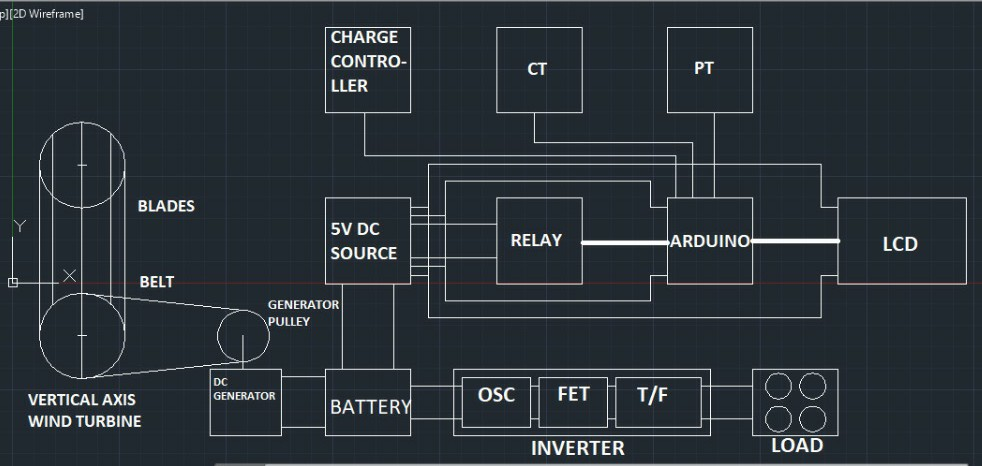 p][2D Wireframe]
CHARGE
CONTRO-
LLER
CT
PT
BLADES
5V DC
SOURCE
RELAY
ARDUINO
LCD
Y
X
BELT
GENERATOR
PULLEY
DC
GENERATOR
BATTERY
OSC
FET
T/F
VERTICAL AXIS
WIND TURBINE
INVERTER
LOAD